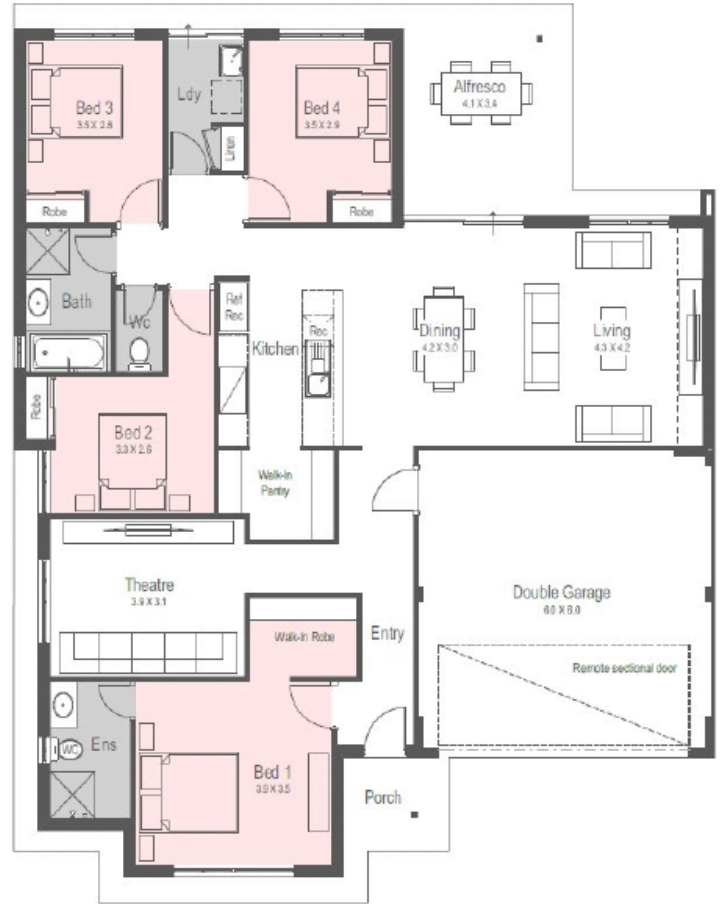 Bed 3
3.5 X 2.8
Ldy
Bed 4
3.5 X 2.9
Alfresco
4.1 X 3.4
Linen
Robe
Robe
Bath
Wc
Ref
Rec
Kitchen
Rec
Dining
4.2 X 3.0
Living
4.3 X 4.2
Robe
Bed 2
3.3 X 2.6
Walk-in
Pantry
Theatre
3.9 X 3.1
Double Garage
6.0 X 6.0
Walk-in Robe
Entry
Remote sectional door
WC
Ens
Bed 1
3.9 X 3.5
Porch